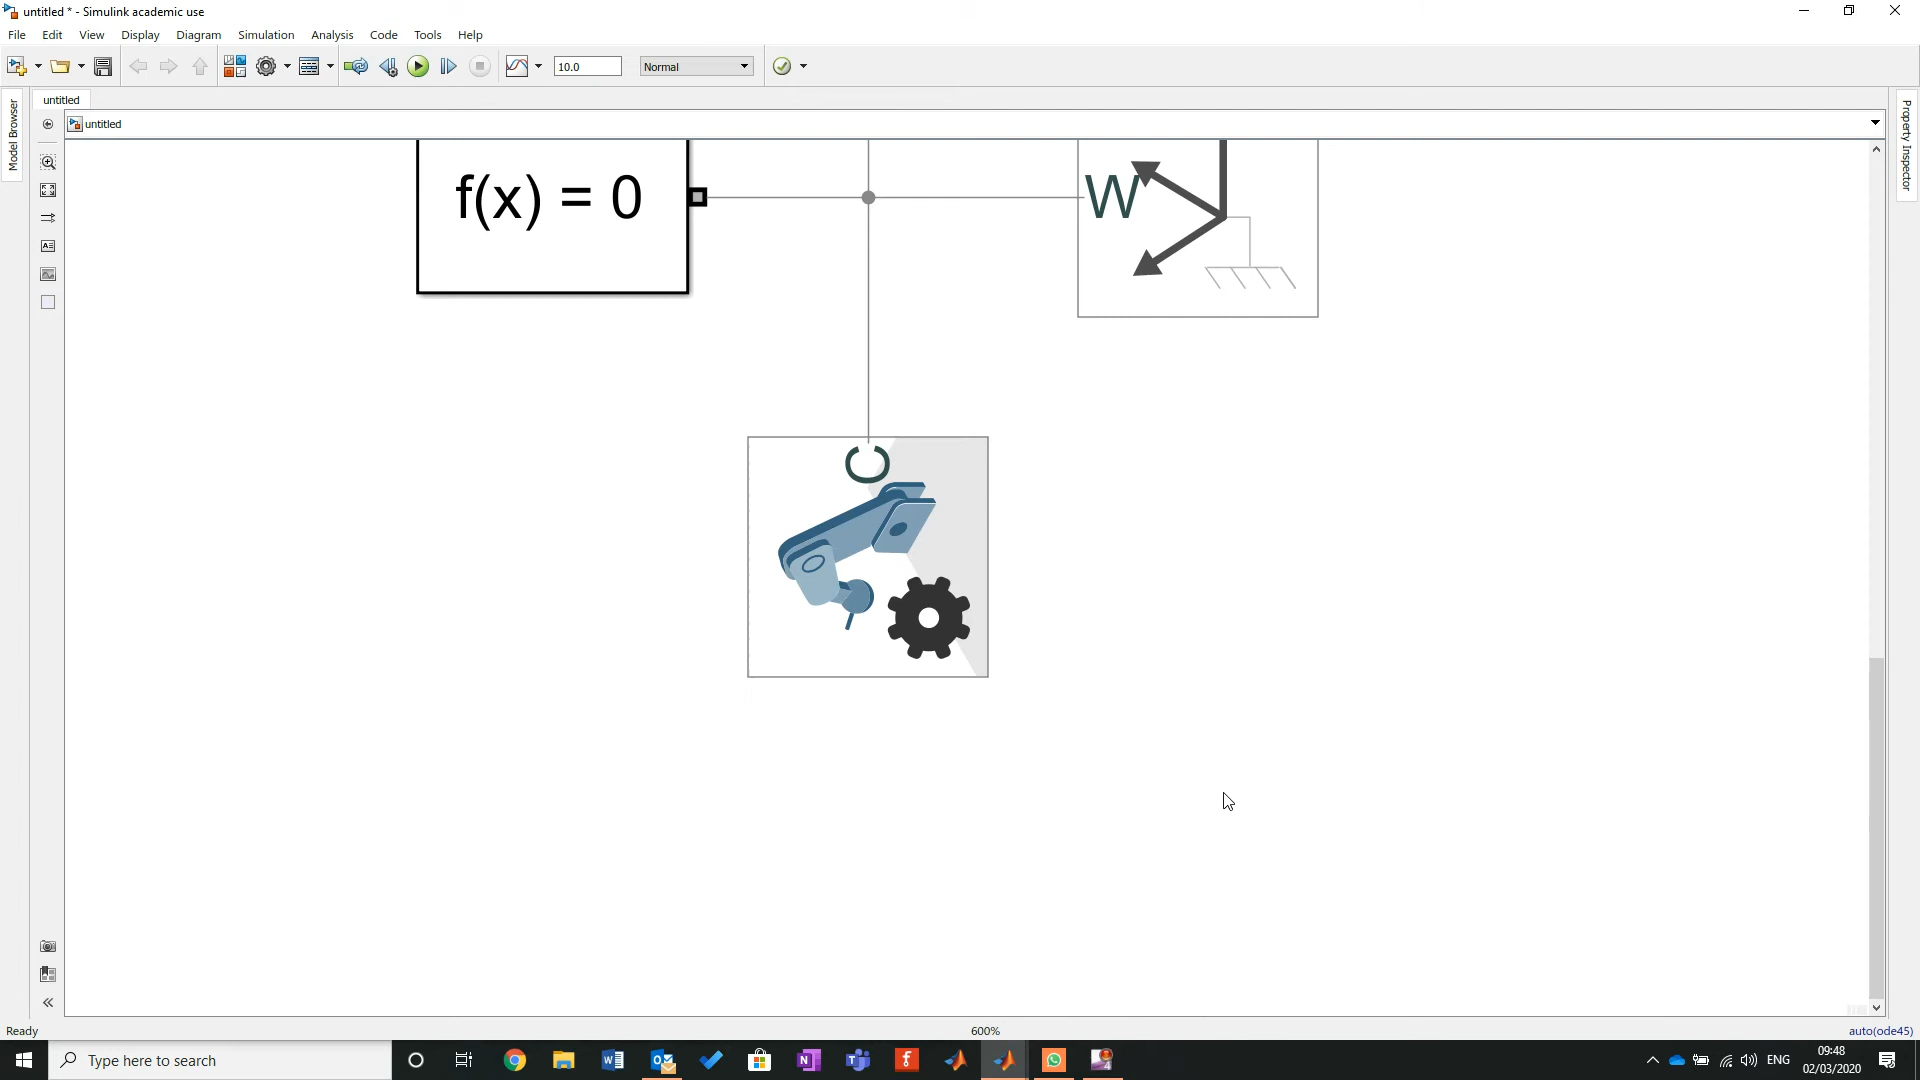 untitled * - Simulink academic use
File Edit View Display Diagram Simulation Analysis Code Tools Help
10.0 Normal
untitled
untitled
Model Browser
Property Inspector
f(x) = 0
W
C
Ready 600% auto(ode45)
Type here to search
ENG
09:48
02/03/2020